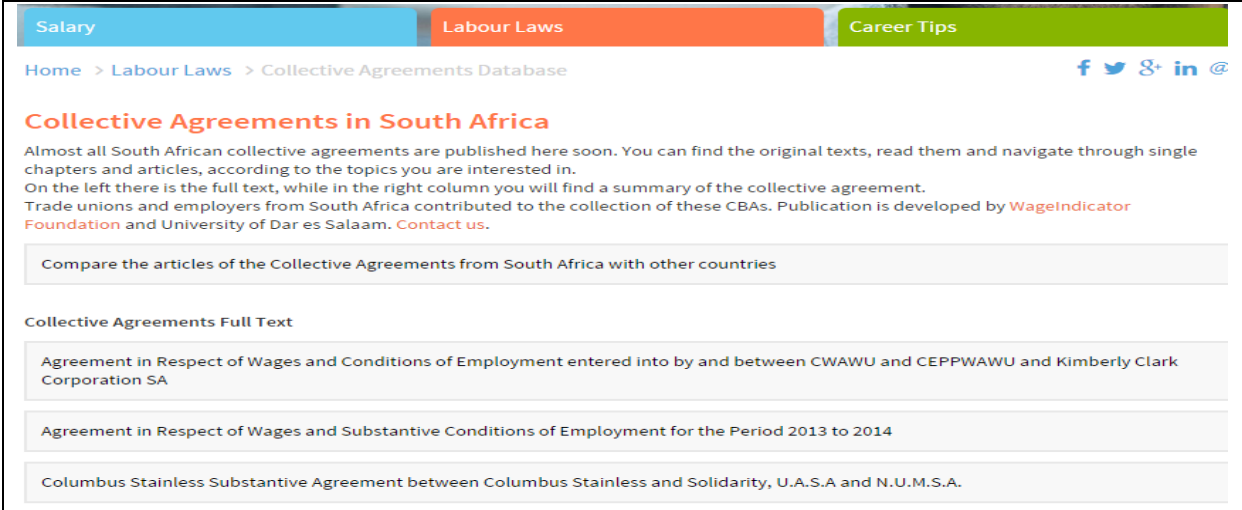 Salary
Labour Laws
Career Tips
Home > Labour Laws > Collective Agreements Database
Collective Agreements in South Africa
Almost all South African collective agreements are published here soon. You can find the original texts, read them and navigate through single
chapters and articles, according to the topics you are interested in.
On the left there is the full text, while in the right column you will find a summary of the collective agreement.
Trade unions and employers from South Africa contributed to the collection of these CBAs. Publication is developed by WageIndicator
Foundation and University of Dar es Salaam. Contact us.
Compare the articles of the Collective Agreements from South Africa with other countries
Collective Agreements Full Text
Agreement in Respect of Wages and Conditions of Employment entered into by and between CWAWU and CEPPWAWU and Kimberly Clark
Corporation SA
Agreement in Respect of Wages and Substantive Conditions of Employment for the Period 2013 to 2014
Columbus Stainless Substantive Agreement between Columbus Stainless and Solidarity, U.A.S.A and N.U.M.S.A.